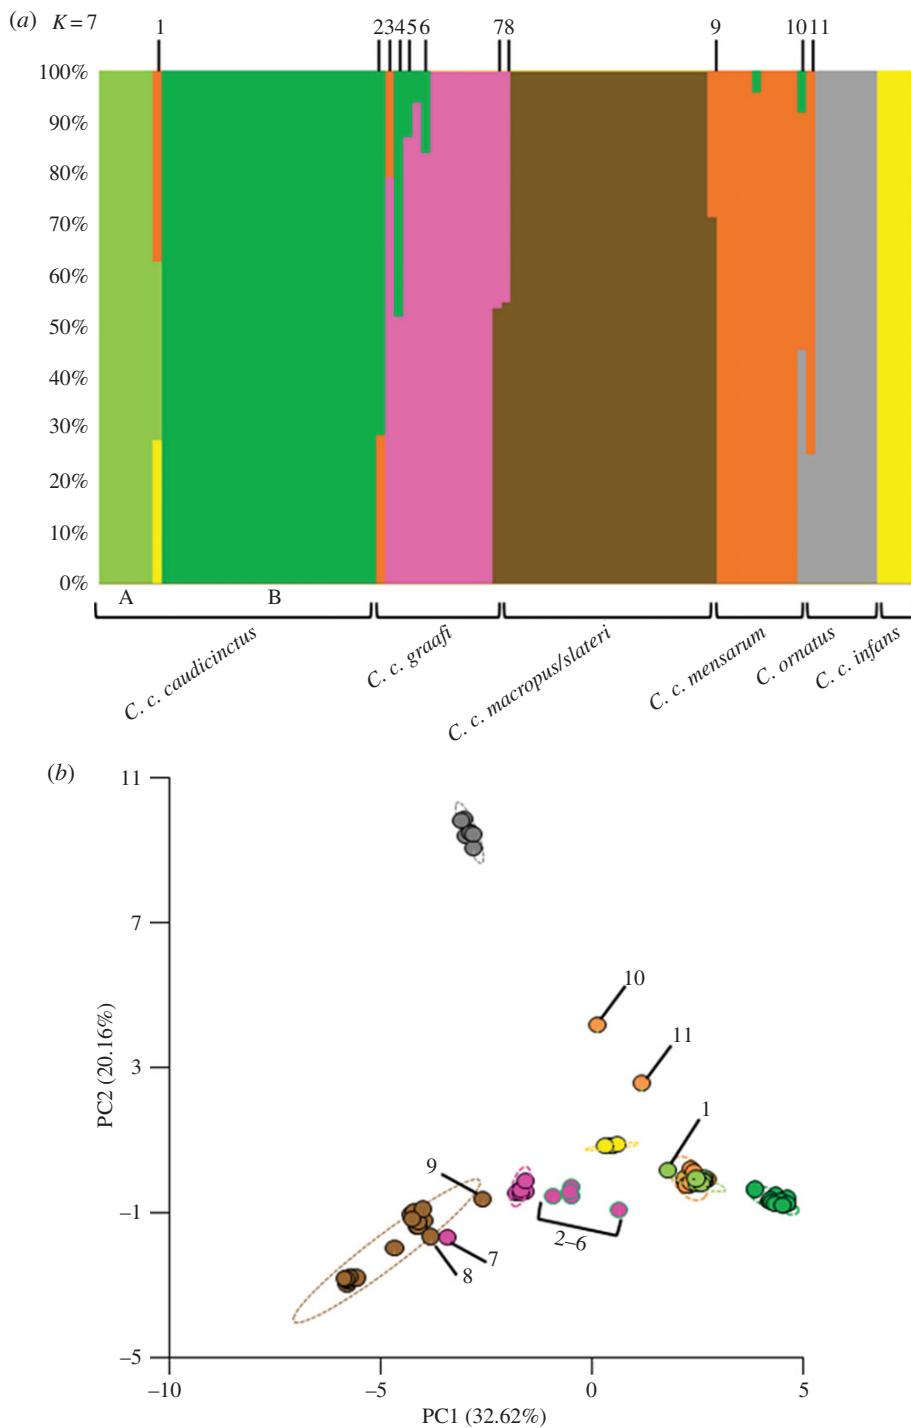 (a) K = 7
1 2 3 4 5 6 7 8 9 10 11
100%
90%
80%
70%
60%
50%
40%
30%
20%
10%
0%
A B
C. c. caudicinctus
C. c. graafi
C. c. macropus/slateri
C. c. mensarum
C. ornatus
C. c. infans
(b)
11
7
3
–1
–5
PC2 (20.16%)
10
11
1
9
2–6
7
8
–10 –5 0 5
PC1 (32.62%)